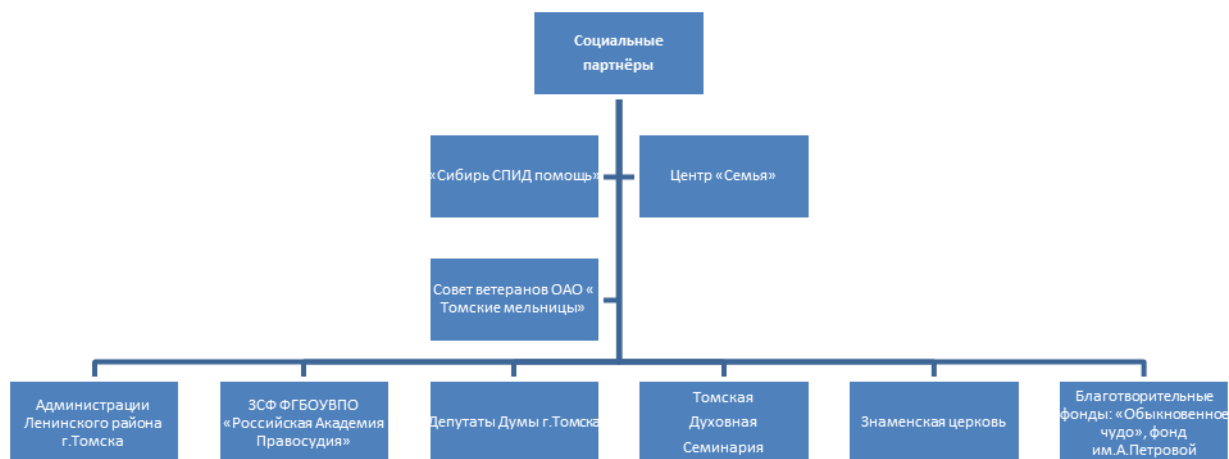 Социальные
партнёры
«Сибирь СПИД помощь»
Центр «Семья»
Совет ветеранов ОАО «
Томские мельницы»
Администрации
Ленинского района
г.Томска
ЗСФ ФГБОУВПО
«Российская Академия
Правосудия»
Депутаты Думы г.Томска
Томская
Духовная
Семинария
Знаменская церковь
Благотворительные
фонды: «Обыкновенное
чудо», фонд
им.А.Петровой